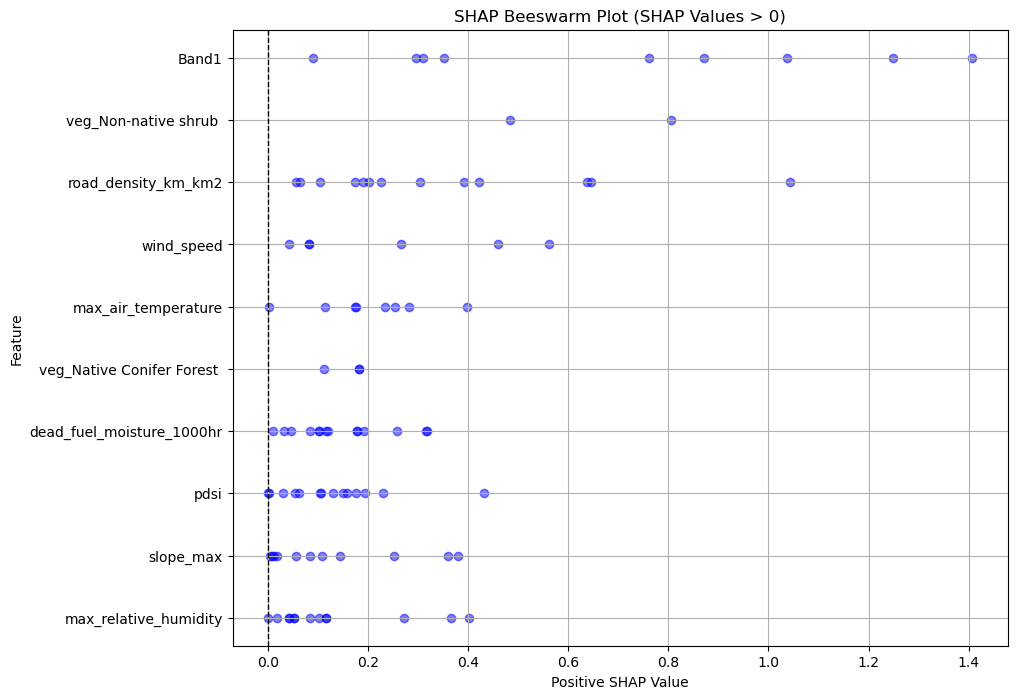 SHAP Beeswarm Plot (SHAP Values > 0)
Feature
Band1
veg_Non-native shrub
road_density_km_km2
wind_speed
max_air_temperature
veg_Native Conifer Forest
dead_fuel_moisture_1000hr
pdsi
slope_max
max_relative_humidity
0.0 0.2 0.4 0.6 0.8 1.0 1.2 1.4
Positive SHAP Value